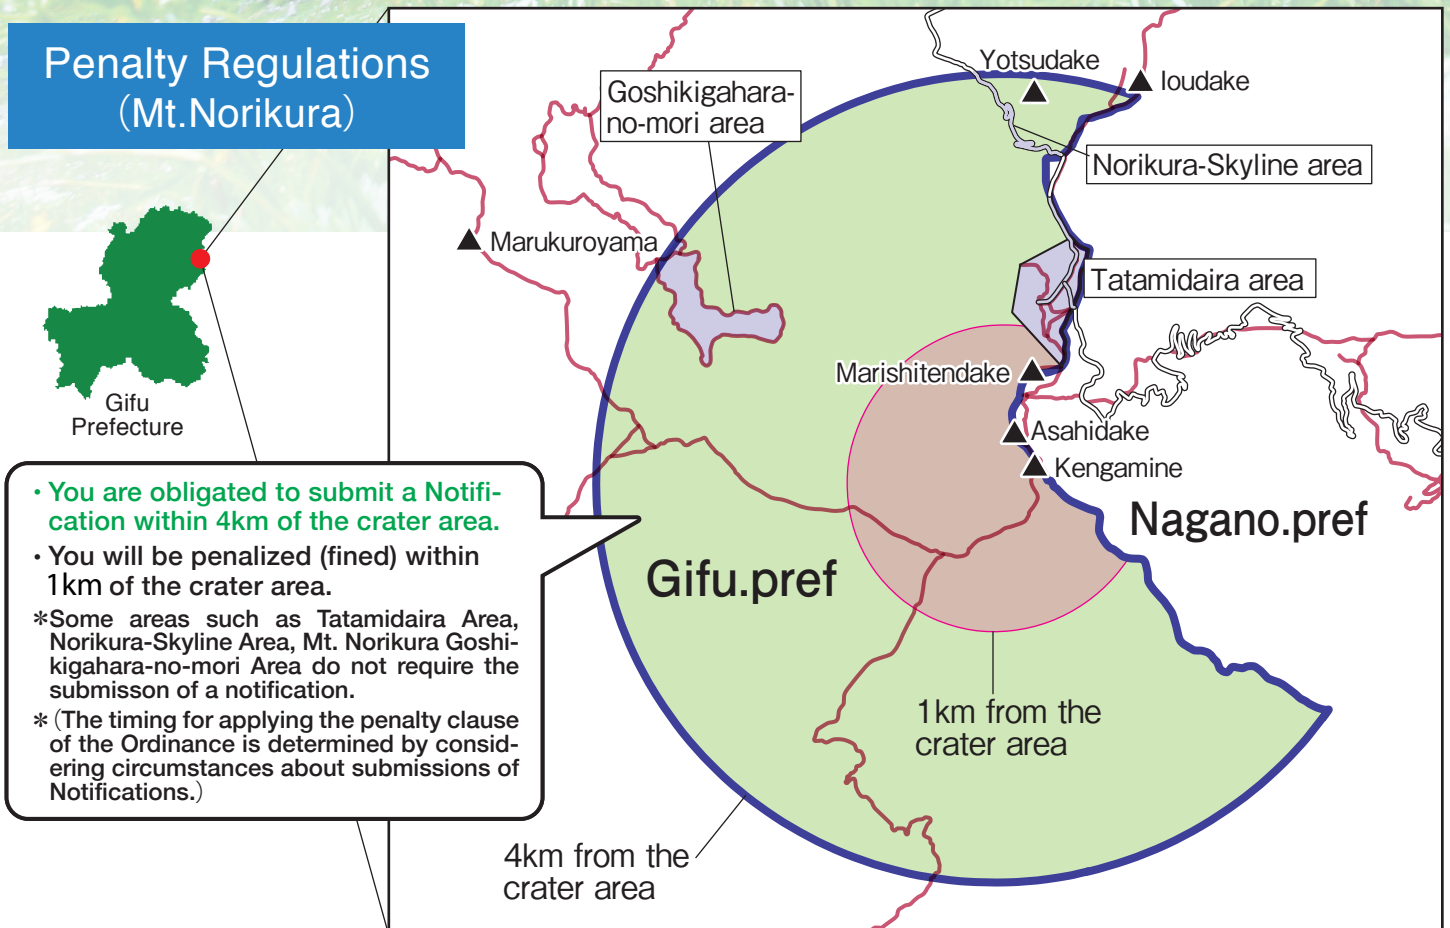 Penalty Regulations
（Mt.Norikura）
Gifu
Prefecture
・You are obligated to submit a Notifi-
cation within 4km of the crater area.
・You will be penalized (fined) within
1km of the crater area.
＊Some areas such as Tatamidaira Area,
Norikura-Skyline Area, Mt. Norikura Goshi-
kigahara-no-mori Area do not require the
submisson of a notification.
＊（The timing for applying the penalty clause
of the Ordinance is determined by consid-
ering circumstances about submissions of
Notifications.）
Yotsudake
Ioudake
Goshikigahara-
no-mori area
Norikura-Skyline area
Marukuroyama
Tatamidaira area
Marishitendake
Asahidake
Kengamine
Nagano.pref
Gifu.pref
1km from the
crater area
4km from the
crater area